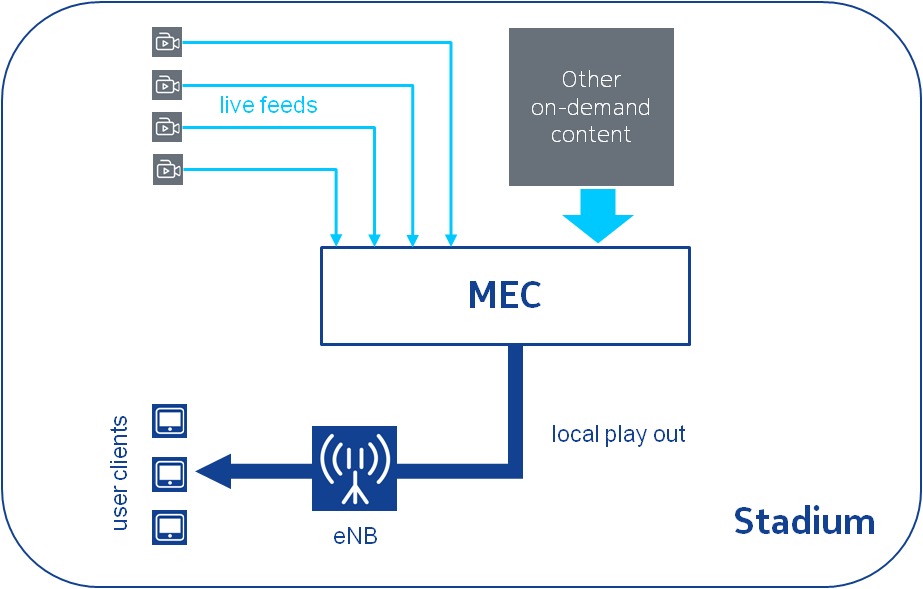 live feeds
Other
on-demand
content
MEC
user clients
local play out
eNB
Stadium